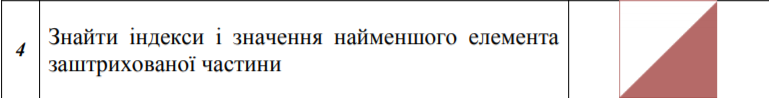 4
Знайти індекси і значення найменшого елемента
заштрихованої частини